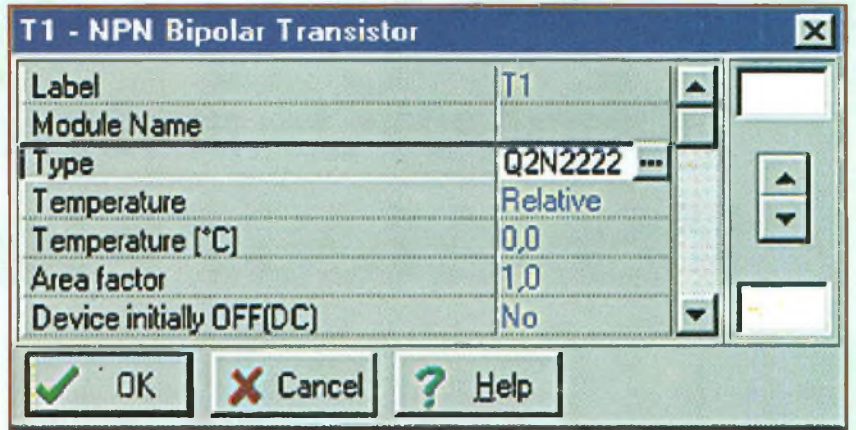 T1 - NPN Bipolar Transistor
Label T1
Module Name
Type Q2N2222 ...
Temperature Relative
Temperature [°C] 0,0
Area factor 1,0
Device initially OFF(DC) No
OK Cancel ? Help